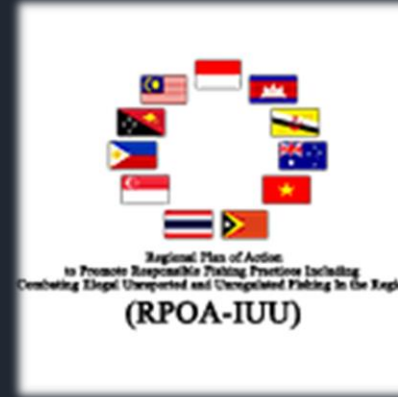 Regional Plan of Action
to Promote Responsible Fishing Practices Including
Combating Illegal Unreported and Unregulated Fishing in the Regi
(RPOA-IUU)